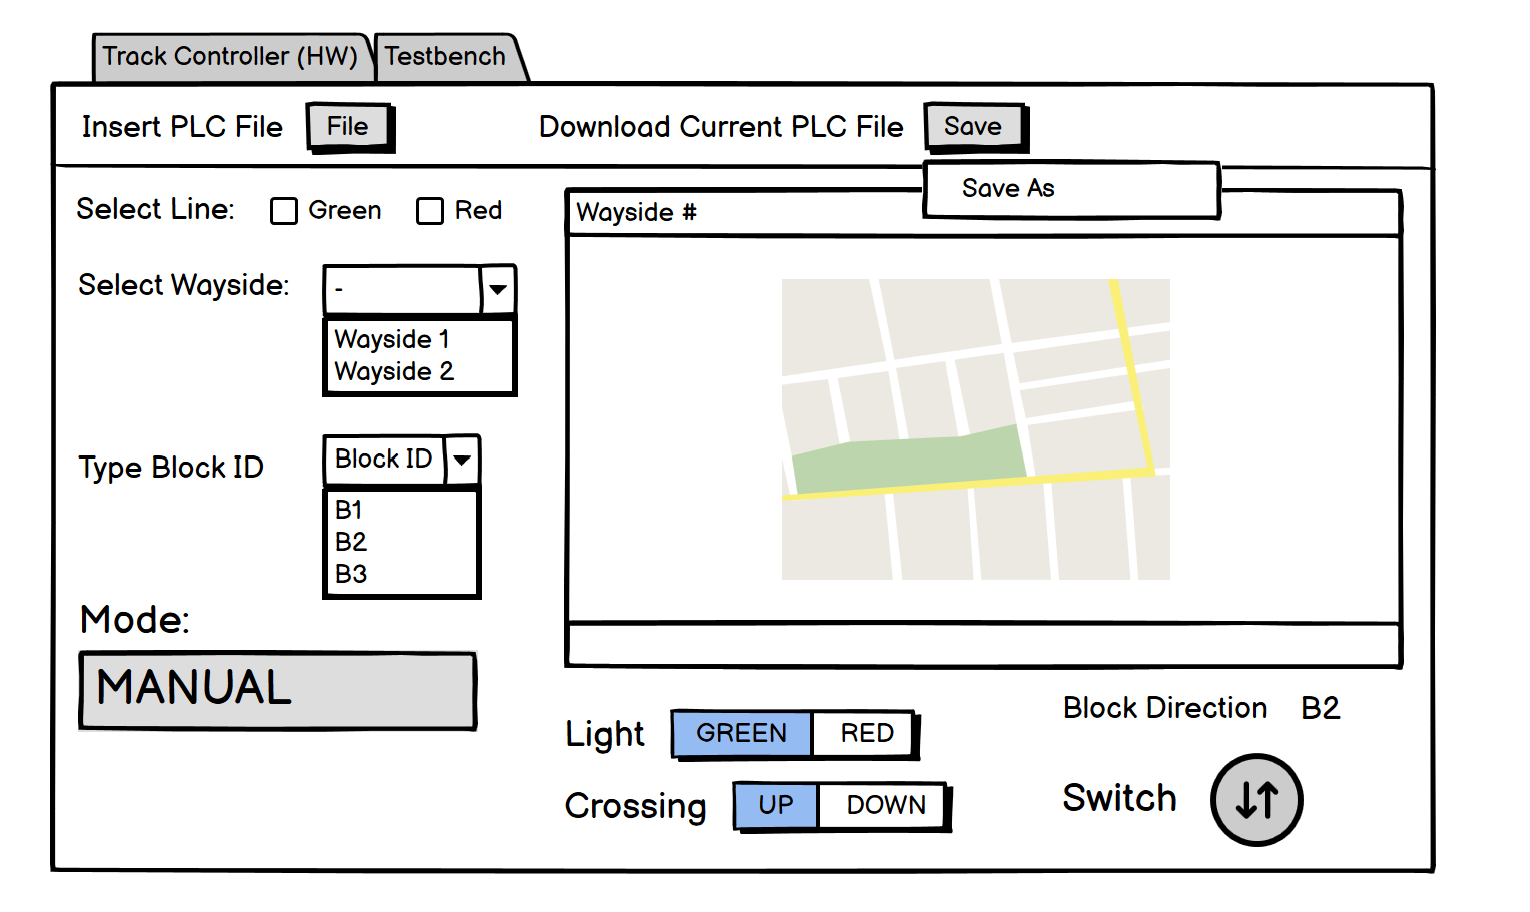 Track Controller (HW) Testbench
Insert PLC File File Download Current PLC File Save
Save As
Select Line: Green Red
Wayside #
Select Wayside: -
Wayside 1
Wayside 2
Type Block ID Block ID
B1
B2
B3
Mode:
MANUAL
Block Direction B2
Light GREEN RED
Switch
Crossing UP DOWN